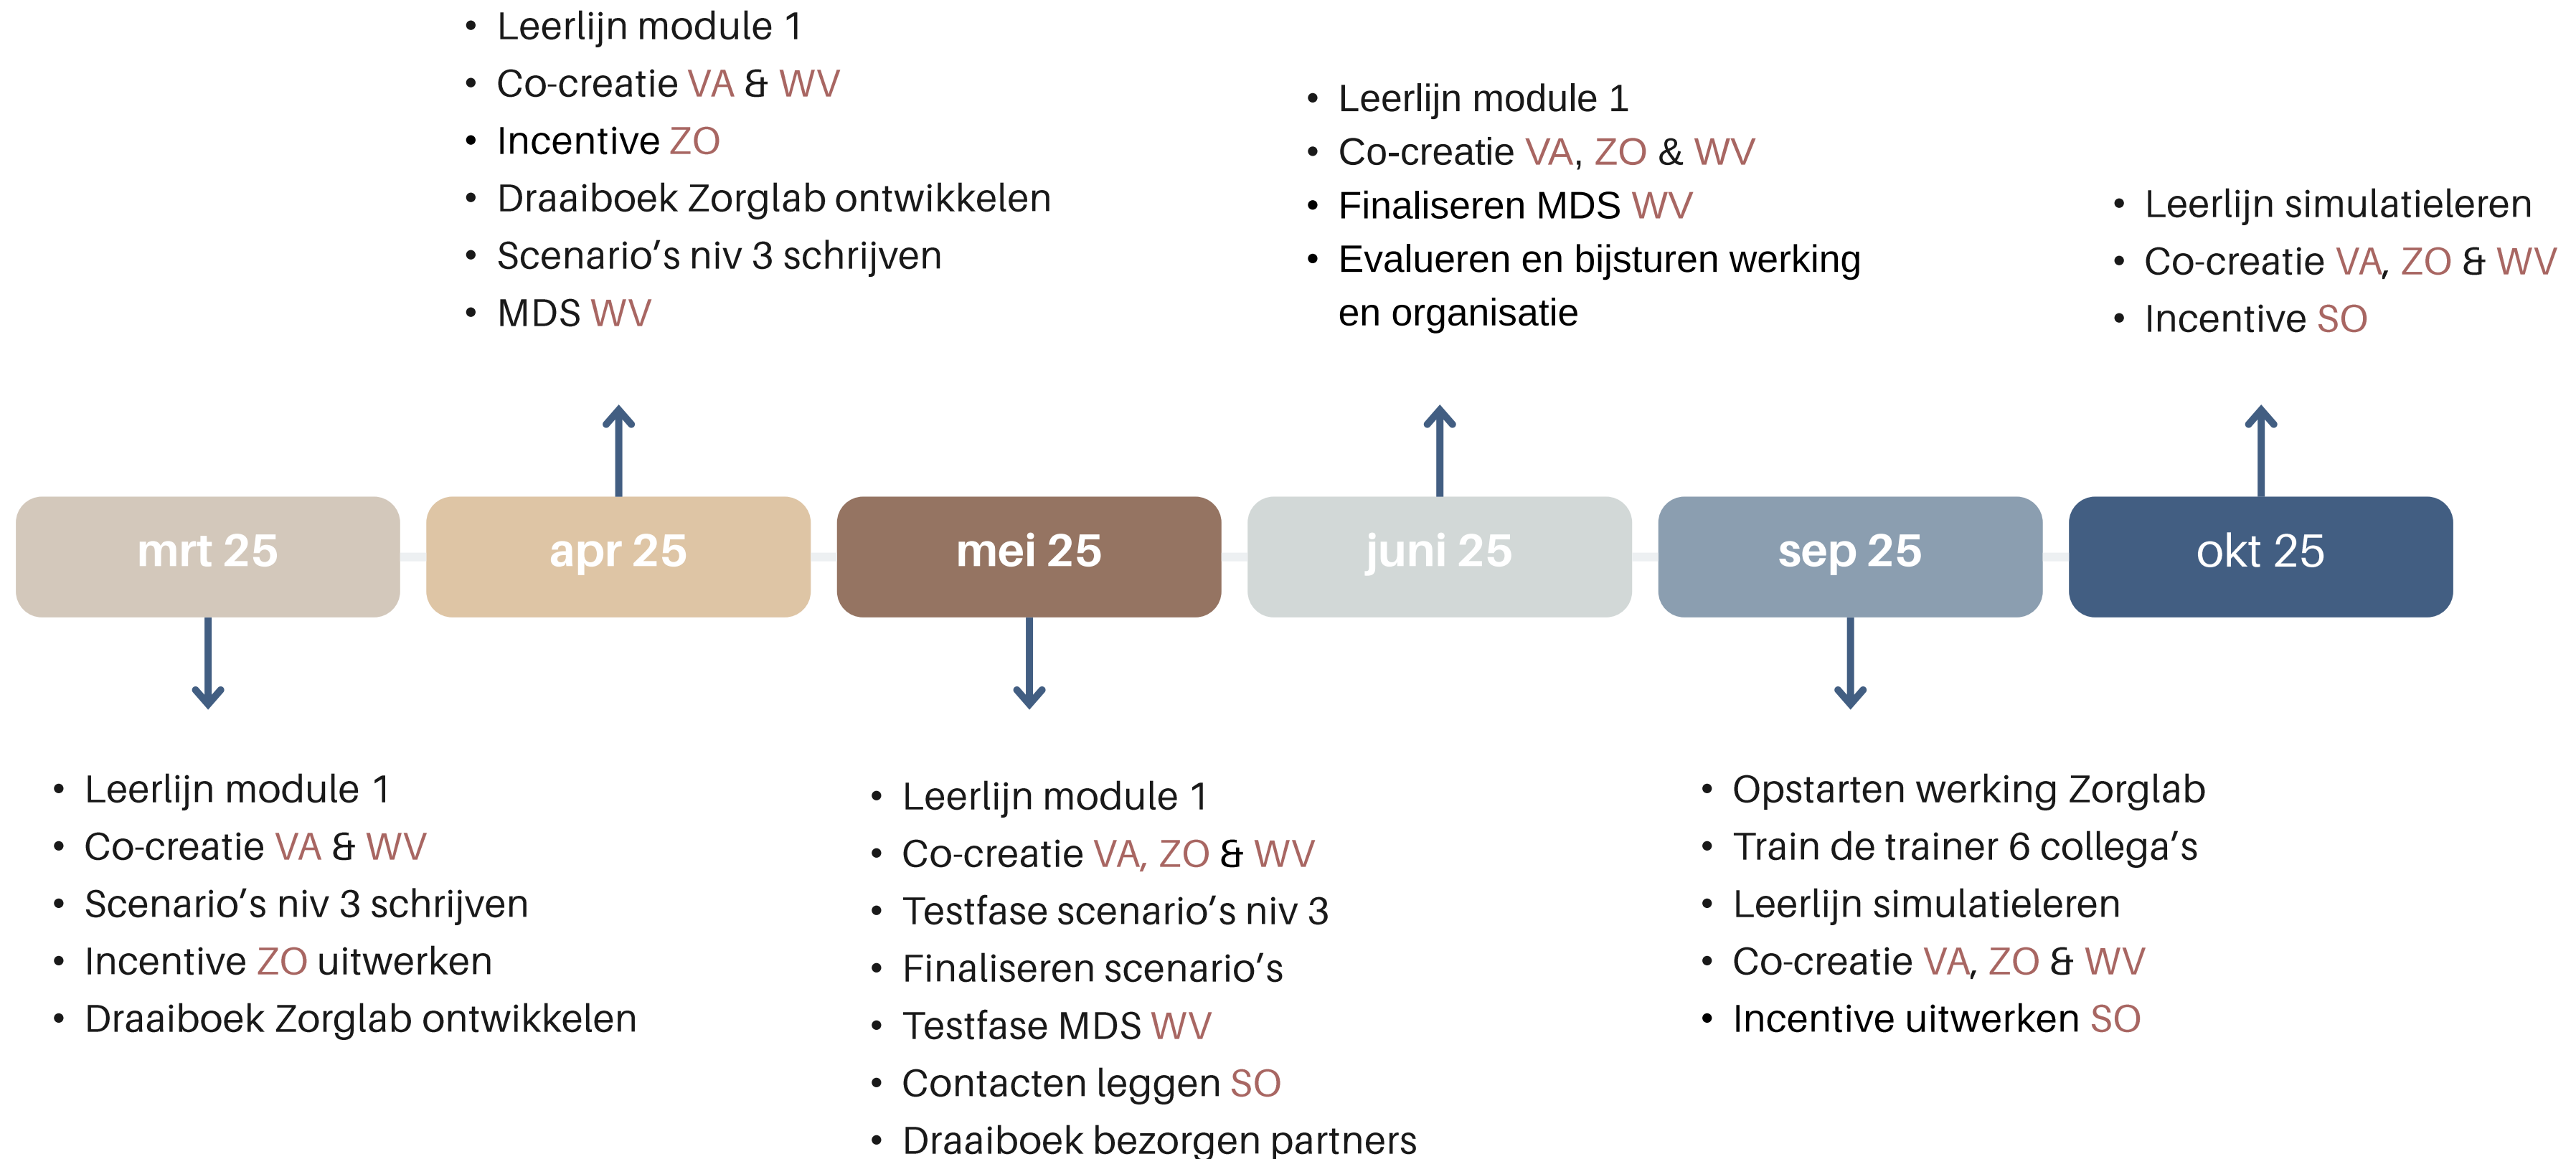 • Leerlijn module 1
• Co-creatie VA & WV
• Incentive ZO
• Draaiboek Zorglab ontwikkelen
• Scenario’s niv 3 schrijven
• MDS WV
• Leerlijn module 1
• Co-creatie VA, ZO & WV
• Finaliseren MDS WV
• Evalueren en bijsturen werking
en organisatie
• Leerlijn simulatieleren
• Co-creatie VA, ZO & WV
• Incentive SO
mrt 25
apr 25
mei 25
juni 25
sep 25
okt 25
• Leerlijn module 1
• Co-creatie VA & WV
• Scenario’s niv 3 schrijven
• Incentive ZO uitwerken
• Draaiboek Zorglab ontwikkelen
• Leerlijn module 1
• Co-creatie VA, ZO & WV
• Testfase scenario’s niv 3
• Finaliseren scenario’s
• Testfase MDS WV
• Contacten leggen SO
• Draaiboek bezorgen partners
• Opstarten werking Zorglab
• Train de trainer 6 collega’s
• Leerlijn simulatieleren
• Co-creatie VA, ZO & WV
• Incentive uitwerken SO